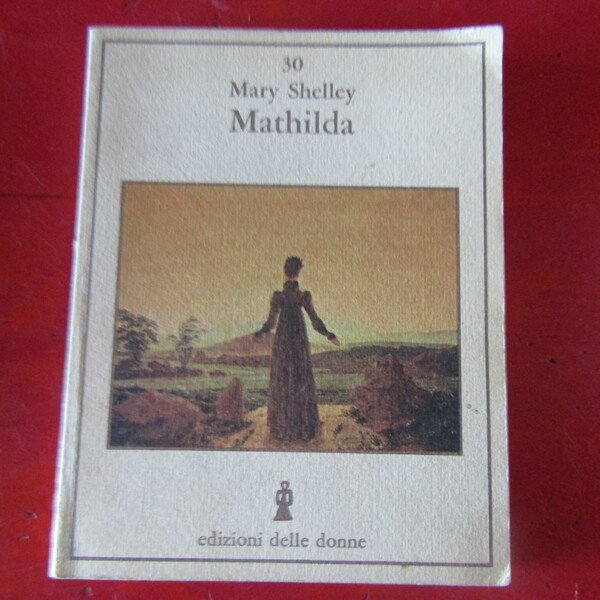 30
Mary Shelley
Mathilda
edizioni delle donne